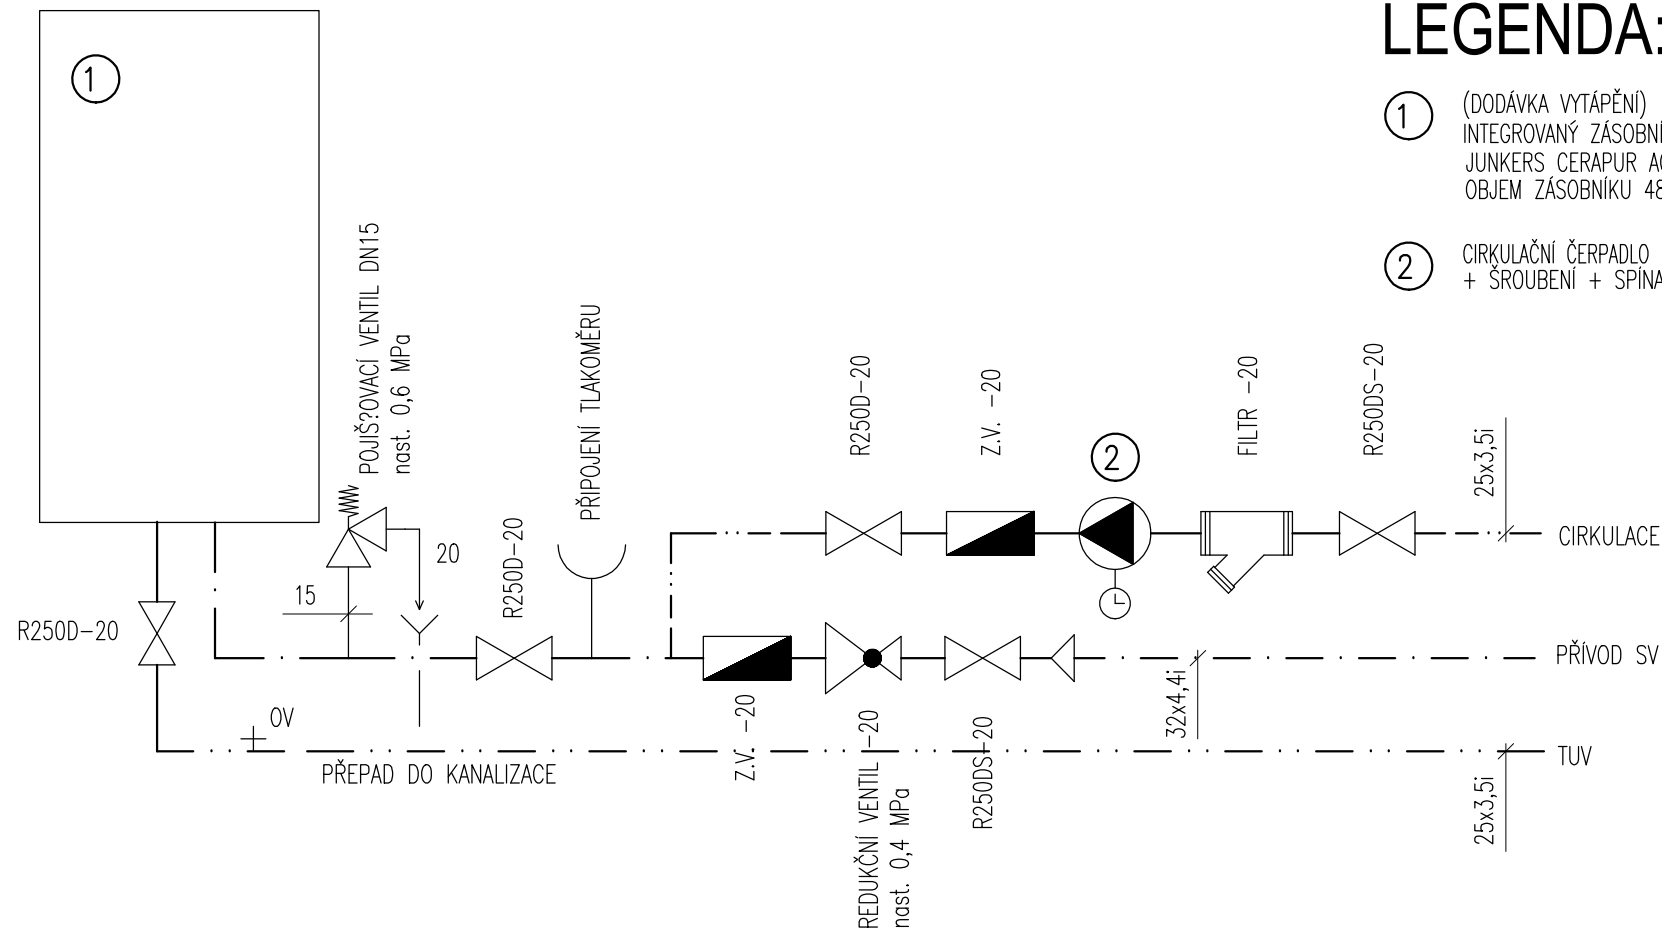 LEGENDA:
1
1
(DODÁVKA VYTÁPĚNÍ)
INTEGROVANÝ ZÁSOBNÍ
JUNKERS CERAPUR
OBJEM ZÁSOBNÍKU 48
2
CIRKULAČNÍ ČERPADLO
+ ŠROUBENÍ + SPÍNA
POJIŠ?OVACÍ VENTIL DN15
nast. 0,6 MPa
PŘIPOJENÍ TLAKOMĚRU
R250D-20
Z.V. -20
2
FILTR -20
R250DS-20
25x3,5i
CIRKULACE
20
R250D-20
15
R250D-20
PŘÍVOD SV
32x4,4i
OV
PŘEPAD DO KANALIZACE
Z.V. -20
REDUKČNÍ VENTIL -20
nast. 0,4 MPa
R250DS-20
TUV
25x3,5i